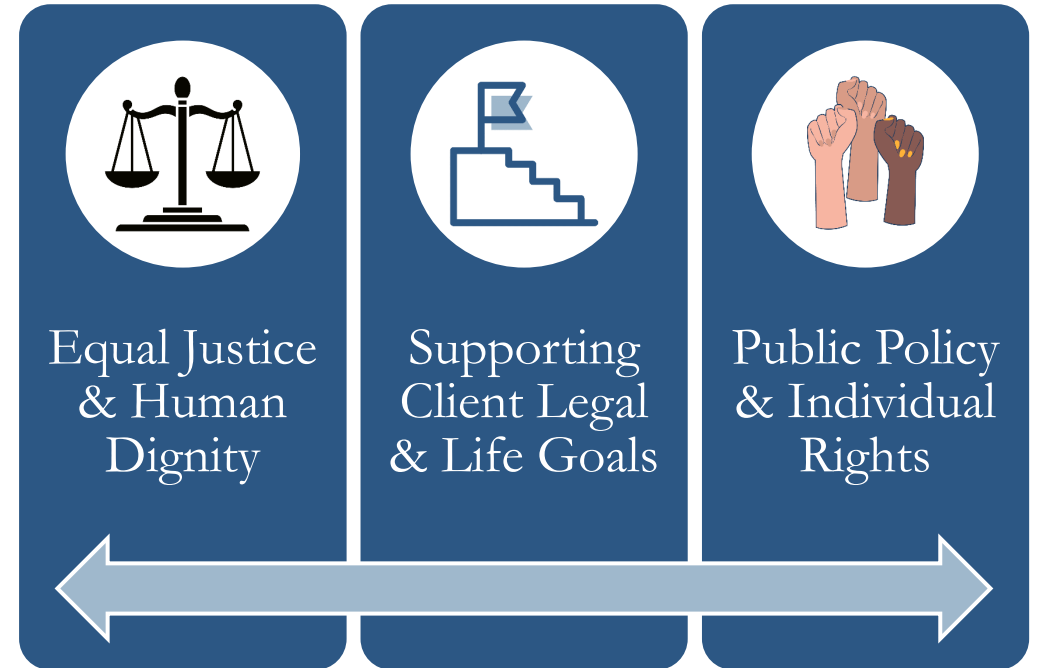 Equal Justice
& Human
Dignity
Supporting
Client Legal
& Life Goals
Public Policy
& Individual
Rights